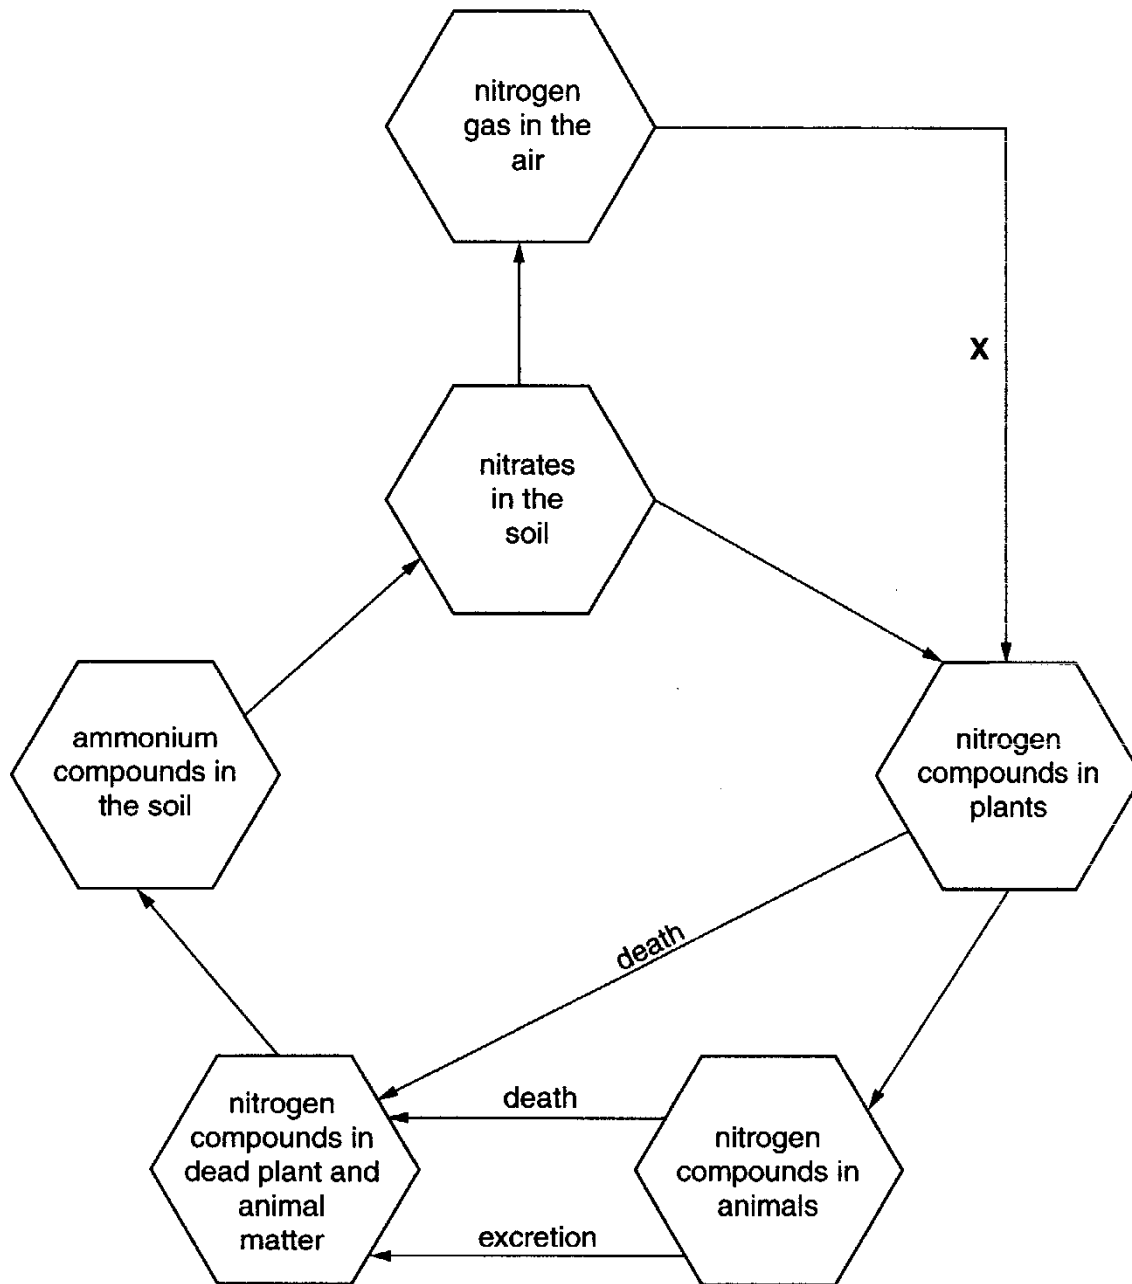 nitrogen
gas in the
air
X
nitrates
in the
soil
ammonium
compounds in
the soil
nitrogen
compounds in
plants
death
death
nitrogen
compounds in
dead plant and
animal
matter
nitrogen
compounds in
animals
excretion